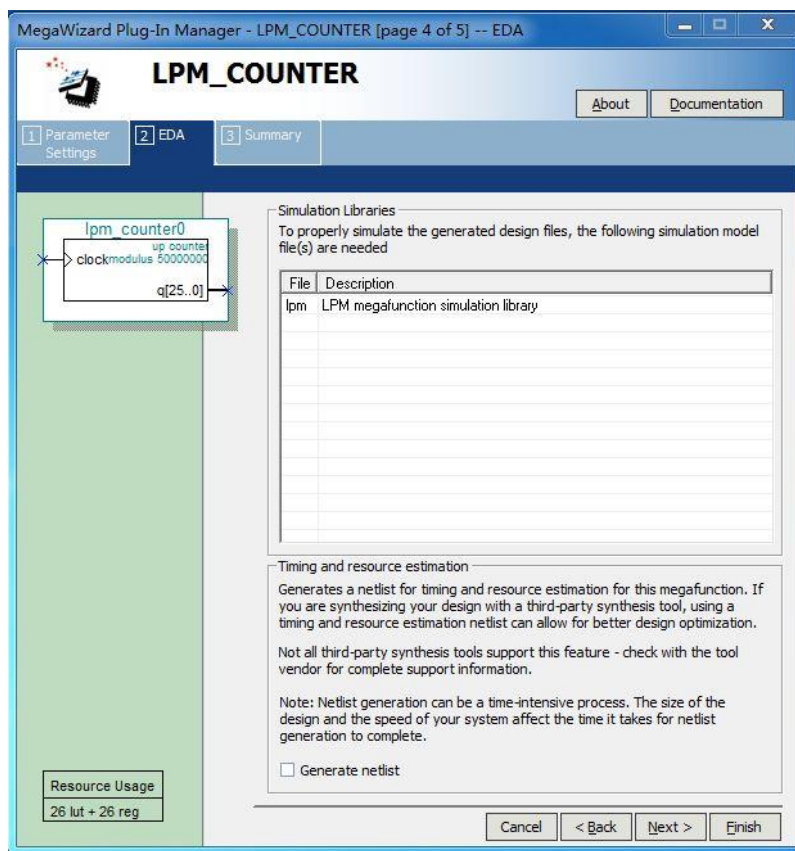 MegaWizard Plug-In Manager - LPM_COUNTER [page 4 of 5] -- EDA
LPM_COUNTER
About
Documentation
1 Parameter Settings
2 EDA
3 Summary
lpm_counter0
up counter
clock modulus 50000000
q[25..0]
Simulation Libraries
To properly simulate the generated design files, the following simulation model
file(s) are needed
File Description
lpm LPM megafunction simulation library
Timing and resource estimation
Generates a netlist for timing and resource estimation for this megafunction. If
you are synthesizing your design with a third-party synthesis tool, using a
timing and resource estimation netlist can allow for better design optimization.
Not all third-party synthesis tools support this feature - check with the tool
vendor for complete support information.
Note: Netlist generation can be a time-intensive process. The size of the
design and the speed of your system affect the time it takes for netlist
generation to complete.
Generate netlist
Resource Usage
26 lut + 26 reg
Cancel
< Back
Next >
Finish